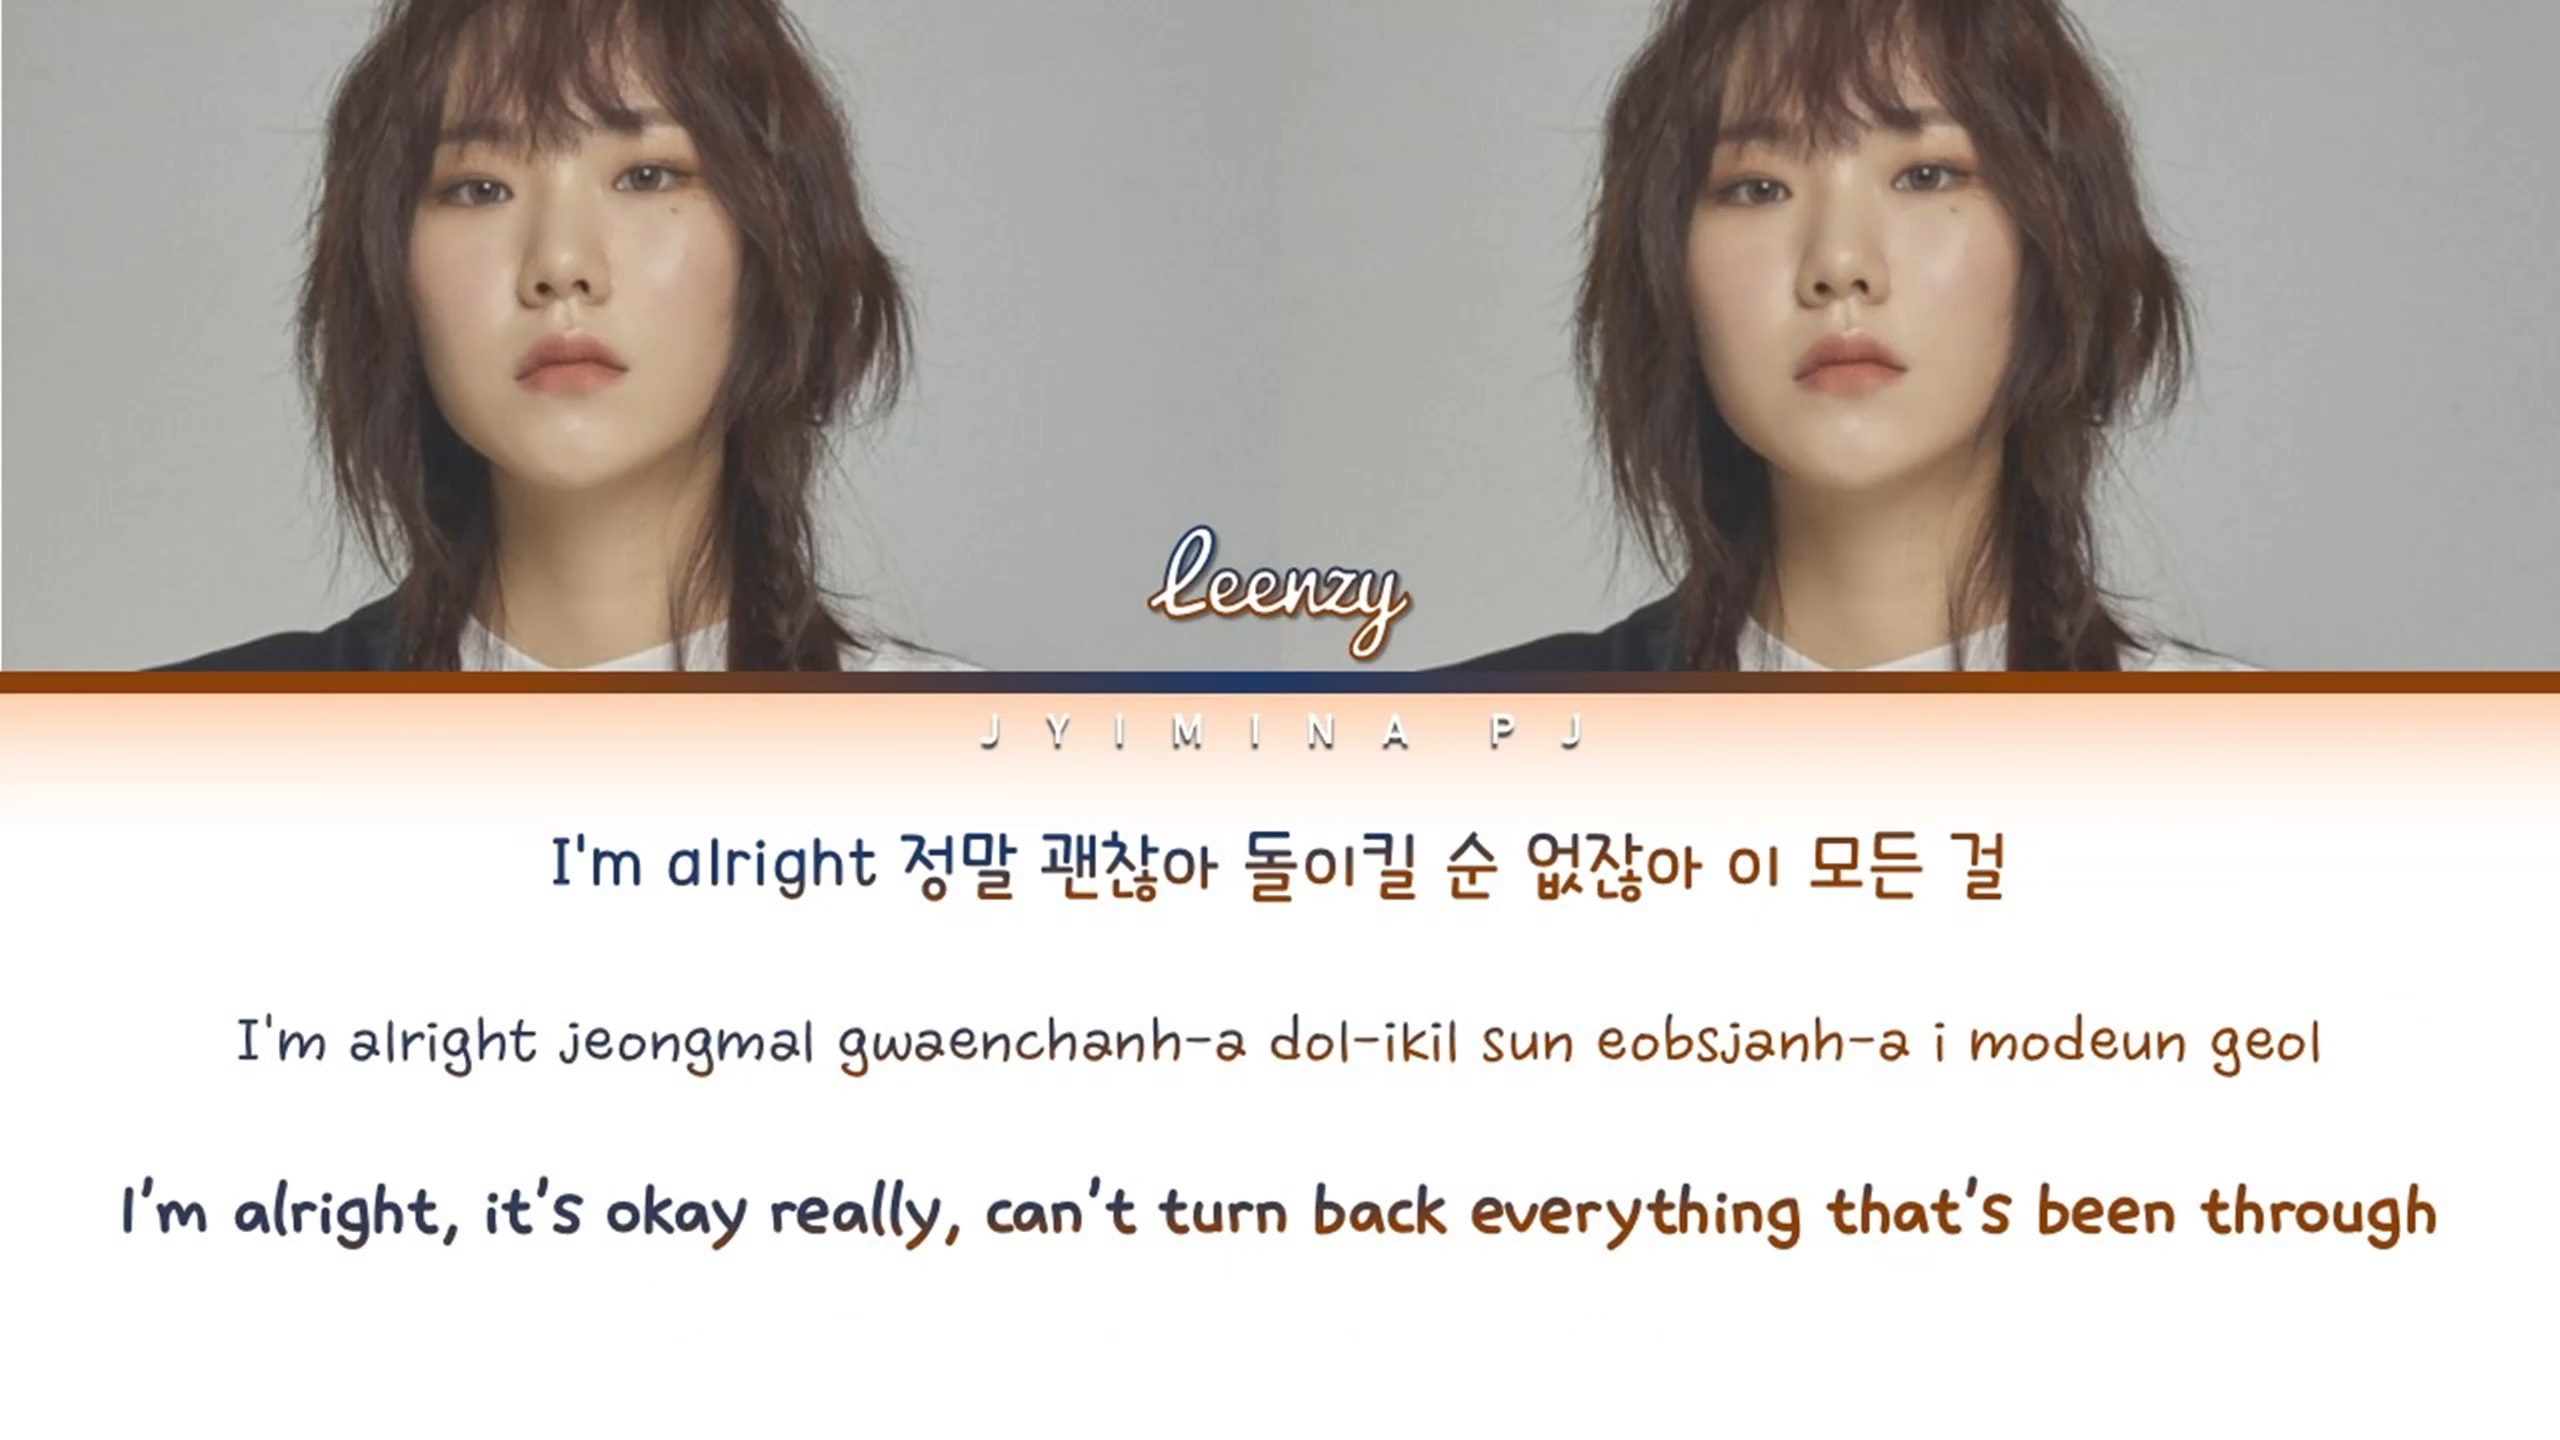 Leenzy
JYIMINA PJ
I'm alright 정말 괜찮아 돌이킬 순 없잖아 이 모든 걸
I'm alright jeongmal gwaenchanh-a dol-ikil sun eobsjanh-a i modeun geol
I'm alright, it's okay really, can't turn back everything that's been through